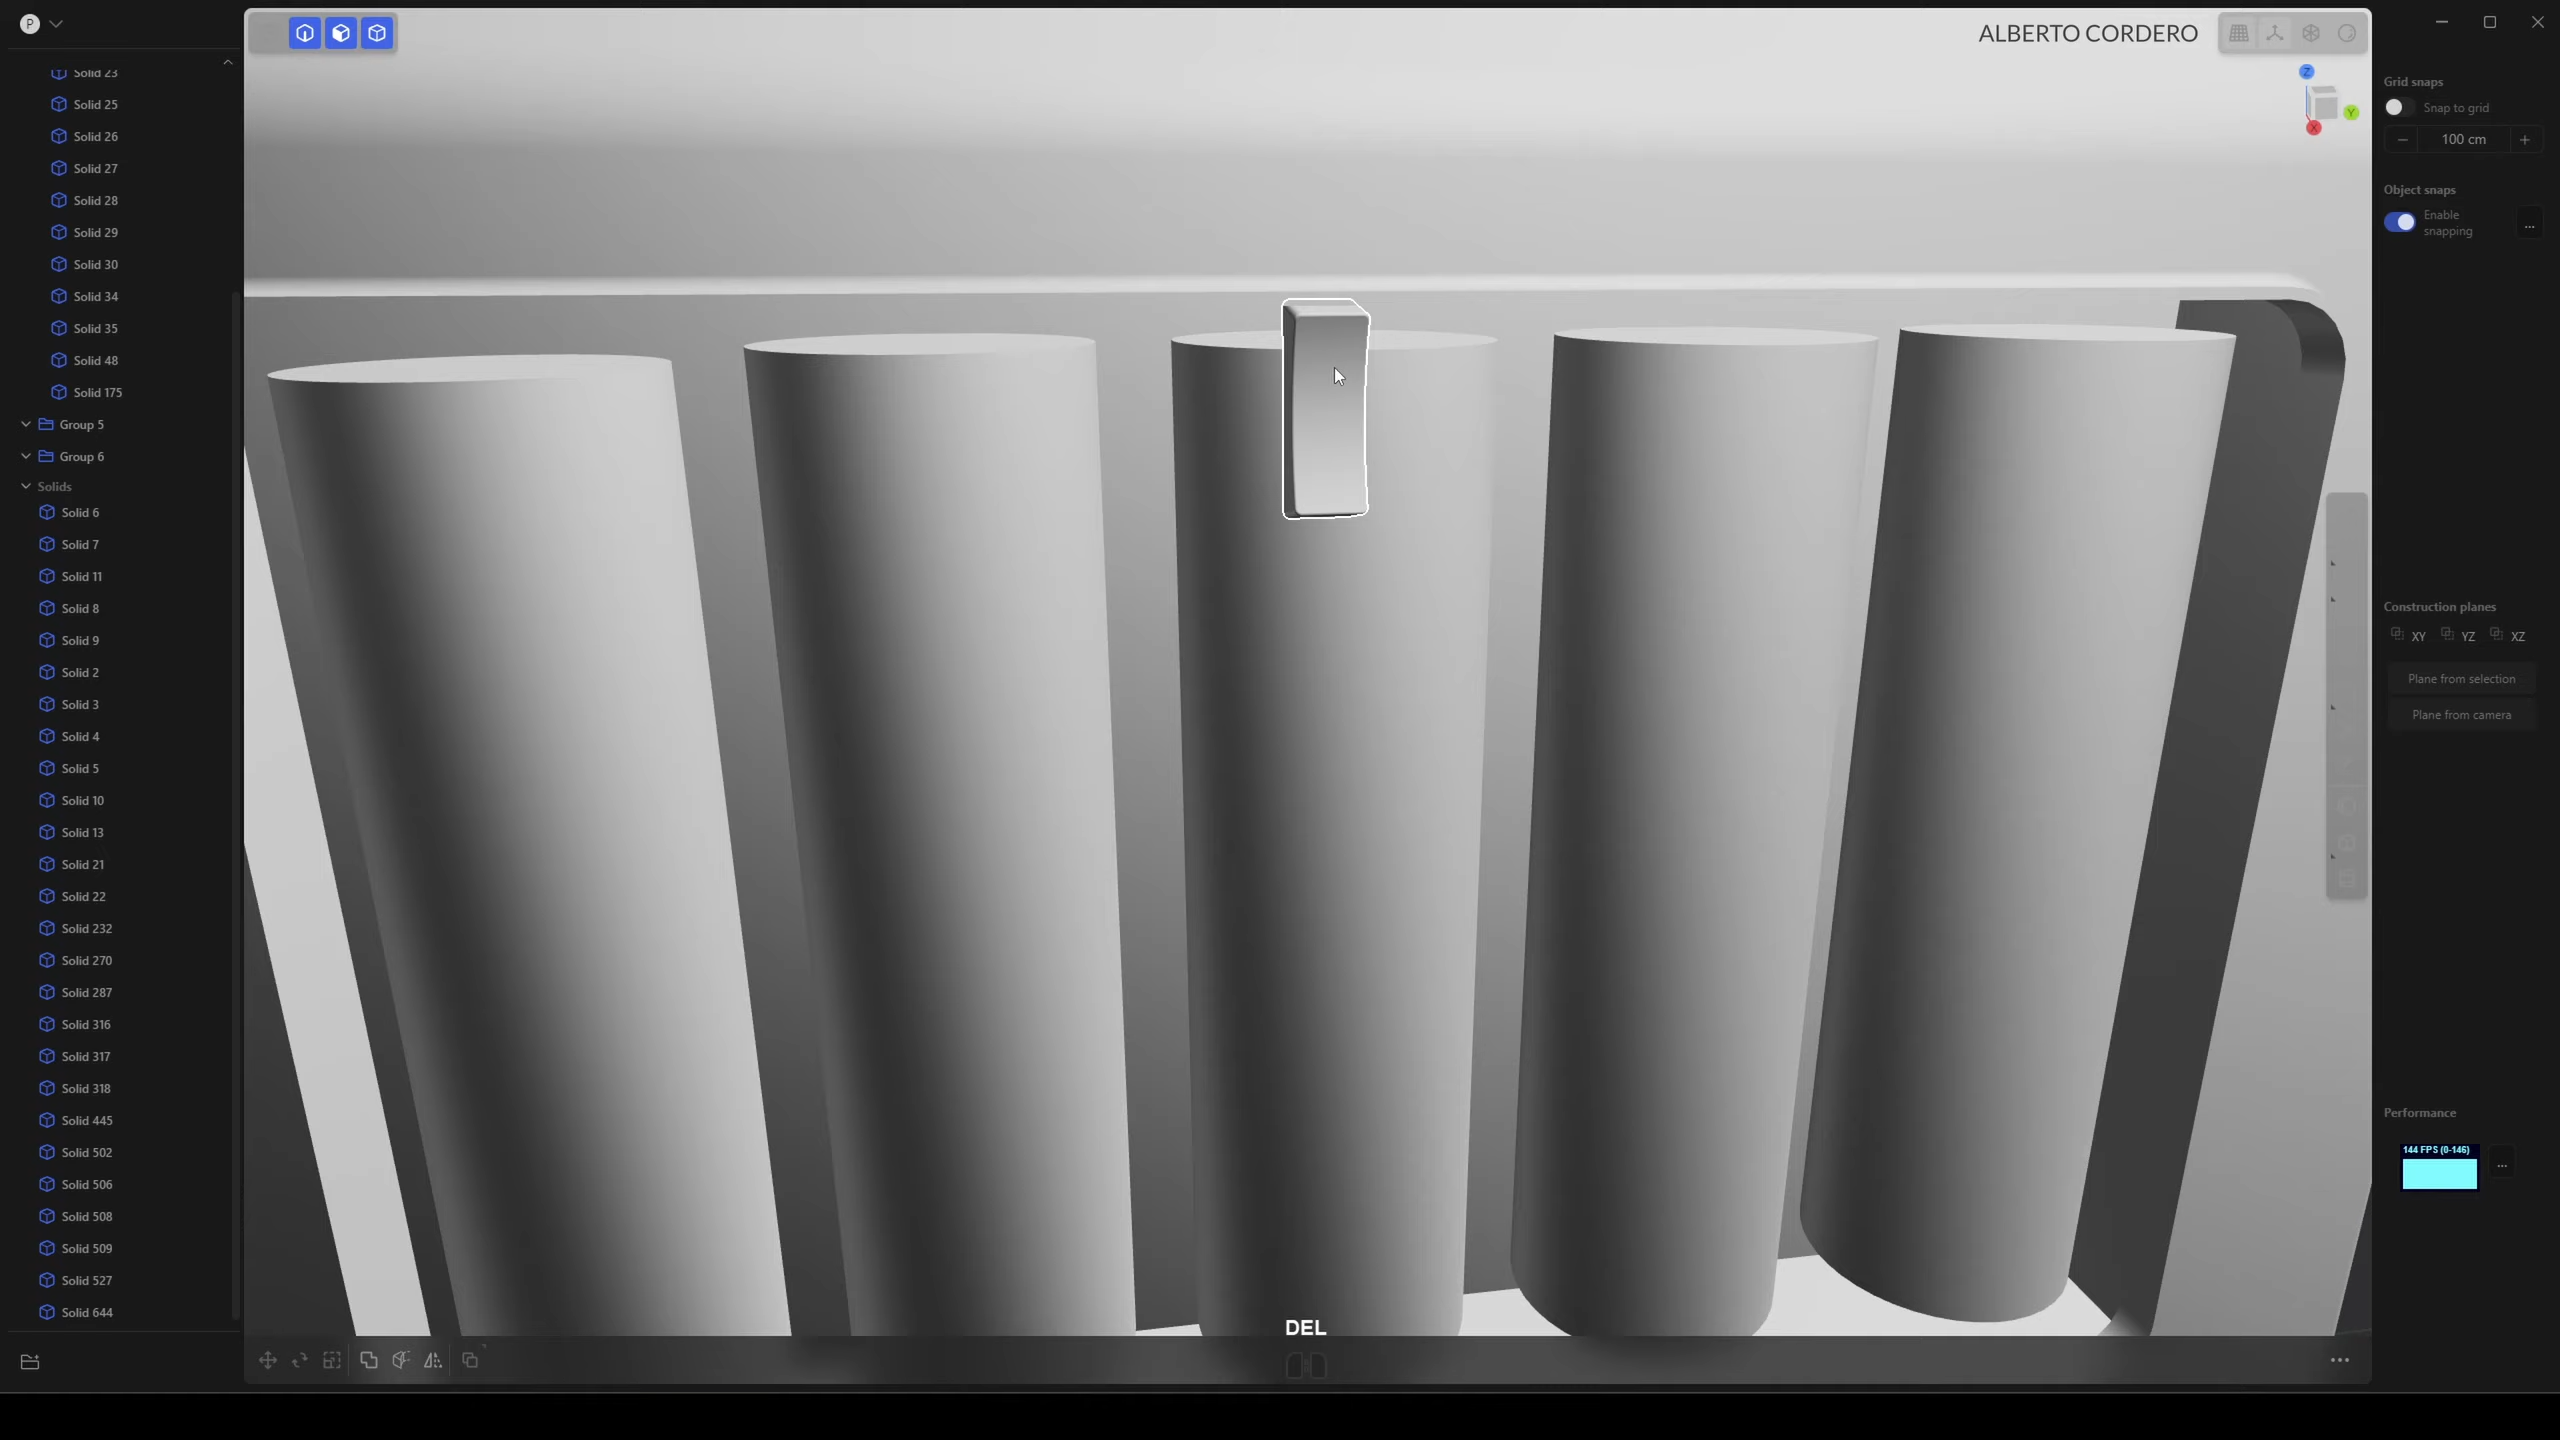 P
Solid 23
Solid 25
Solid 26
Solid 27
Solid 28
Solid 29
Solid 30
Solid 34
Solid 35
Solid 48
Solid 175
Group 5
Group 6
Solids
Solid 6
Solid 7
Solid 11
Solid 8
Solid 9
Solid 2
Solid 3
Solid 4
Solid 5
Solid 10
Solid 13
Solid 21
Solid 22
Solid 232
Solid 270
Solid 287
Solid 316
Solid 317
Solid 318
Solid 445
Solid 502
Solid 506
Solid 508
Solid 509
Solid 527
Solid 644
ALBERTO CORDERO
Z
Y
X
DEL
Grid snaps
Snap to grid
100 cm
Object snaps
Enable
snapping
...
Construction planes
XY YZ XZ
Plane from selection
Plane from camera
Performance
144 FPS (0-146)
...